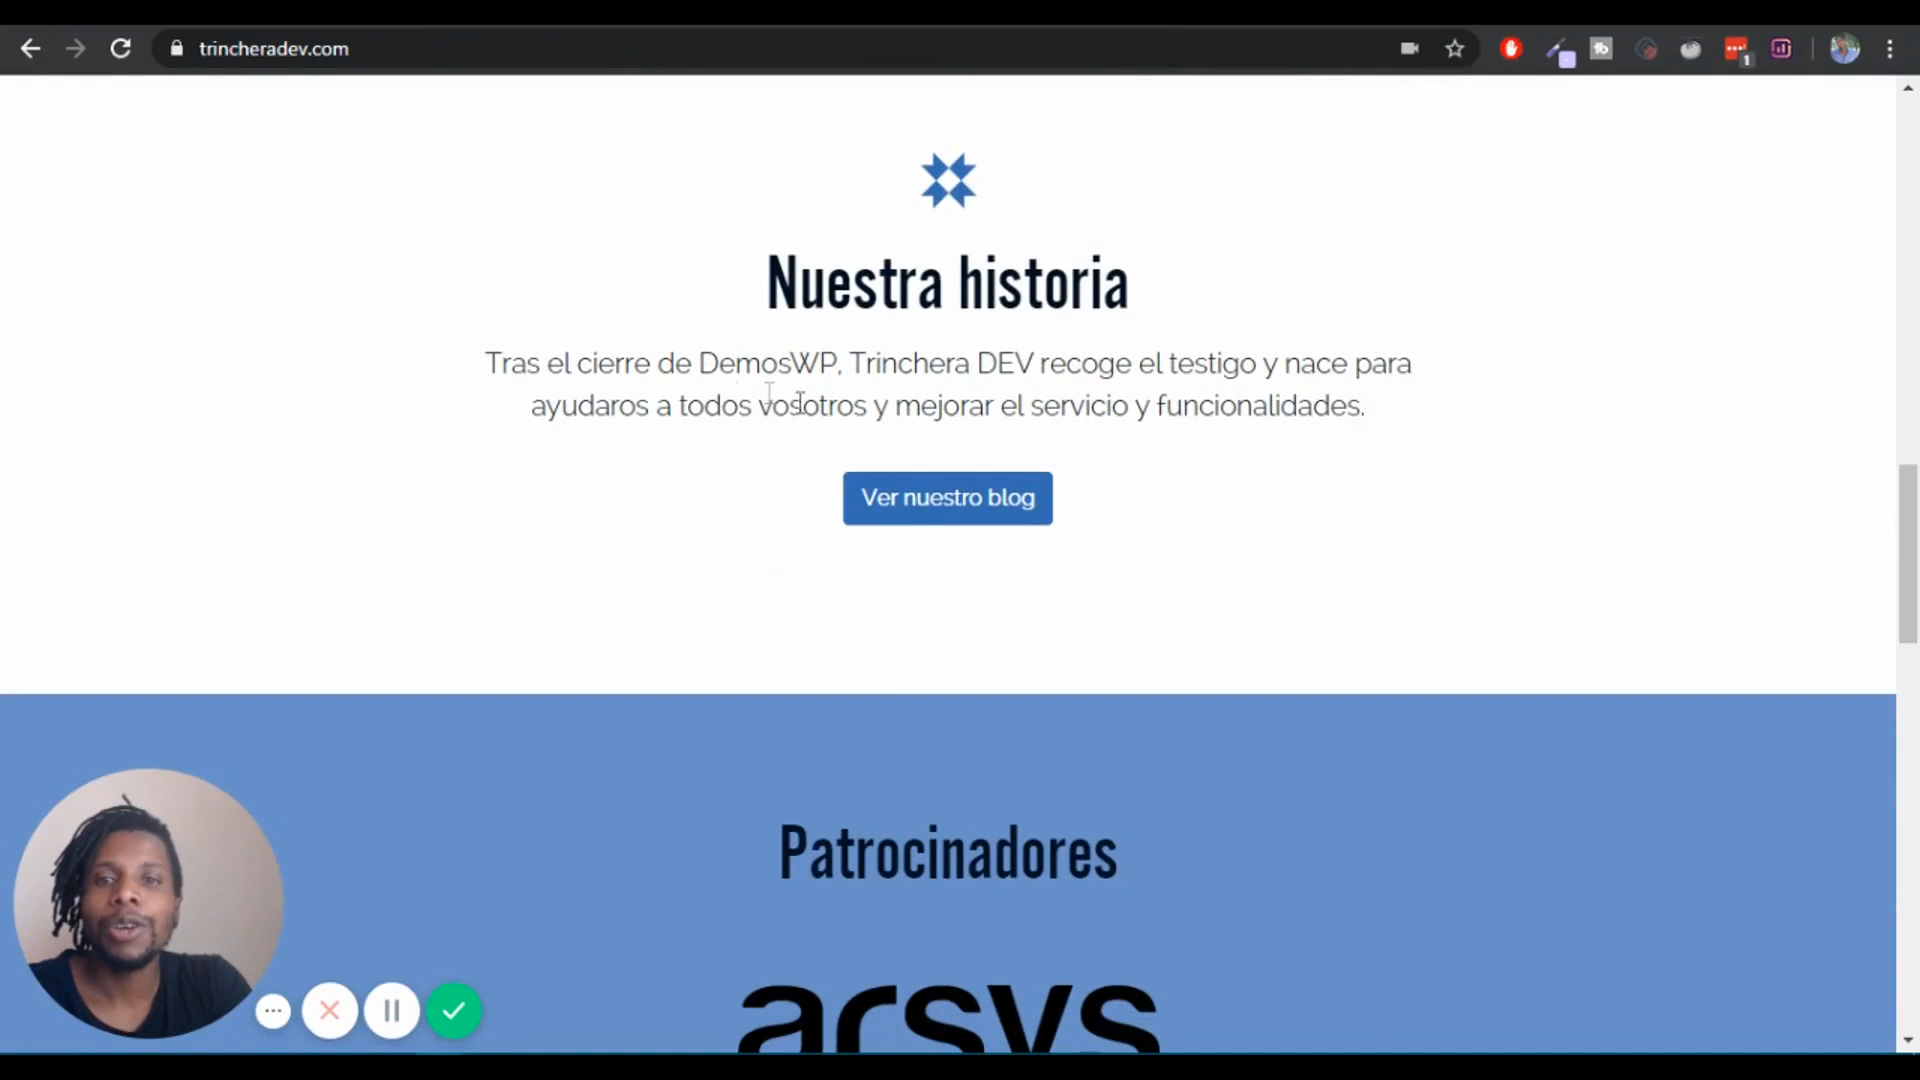 trincheradev.com
1
Nuestra historia
Tras el cierre de DemosWP, Trinchera DEV recoge el testigo y nace para
ayudaros a todos vosotros y mejorar el servicio y funcionalidades.
Ver nuestro blog
Patrocinadores
arsys